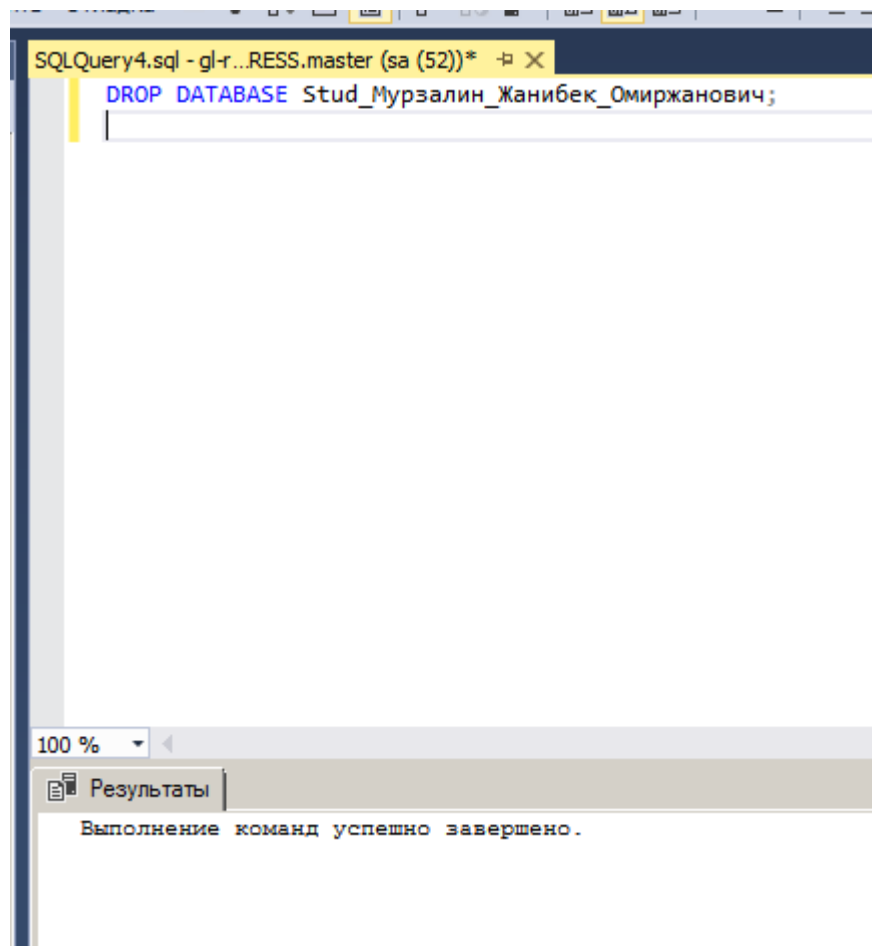 SQLQuery4.sql - gl-r...RESS.master (sa (52))*
DROP DATABASE Stud_Мурзалин_Жанибек_Омиржанович;
100 %
Результаты
Выполнение команд успешно завершено.